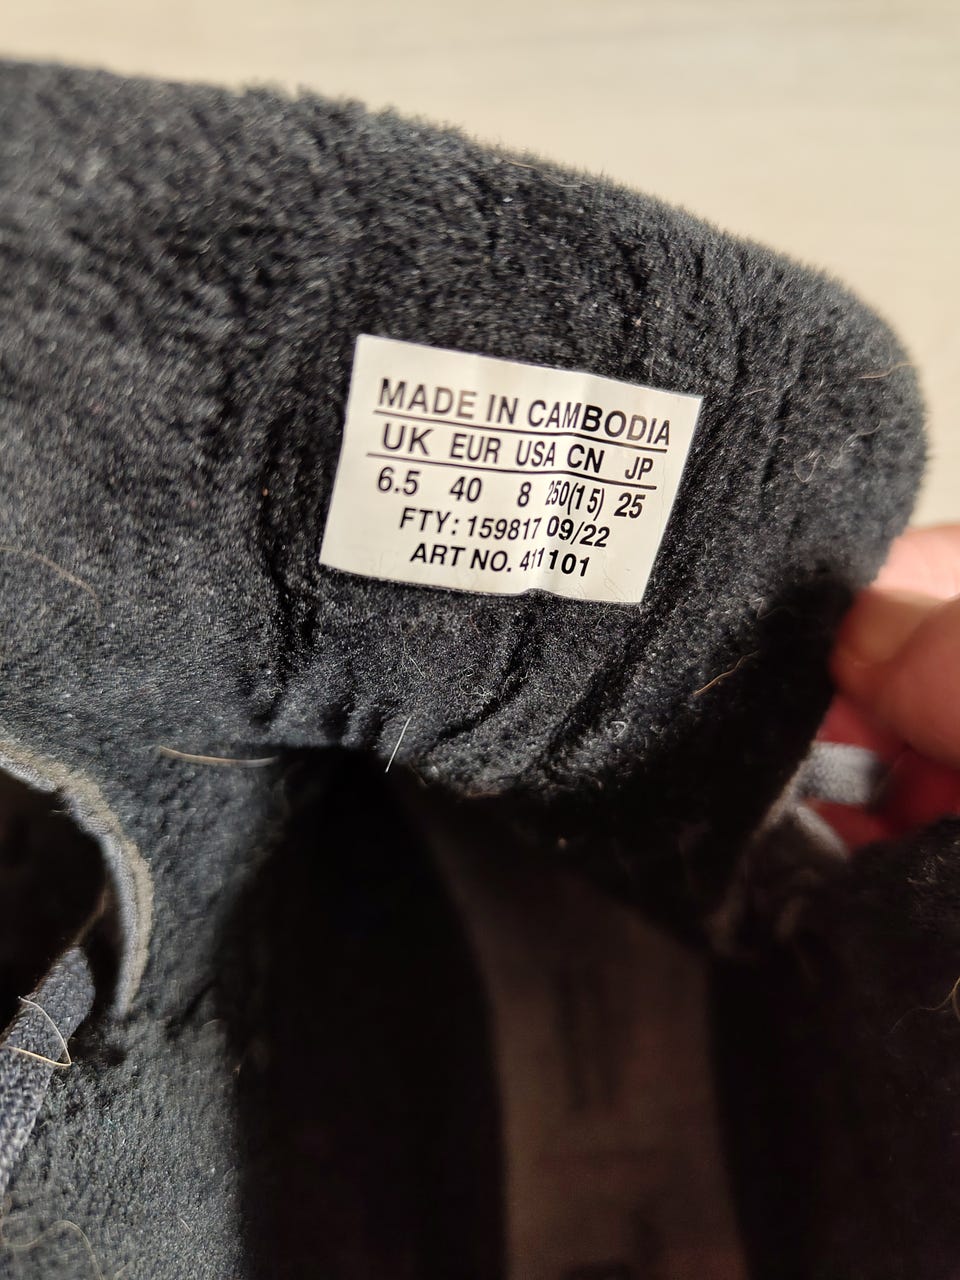 MADE IN CAMBODIA
UK EUR USA CN JP
6.5 40 8 250(1 5) 25
FTY: 159817 09/22
ART NO. 411101